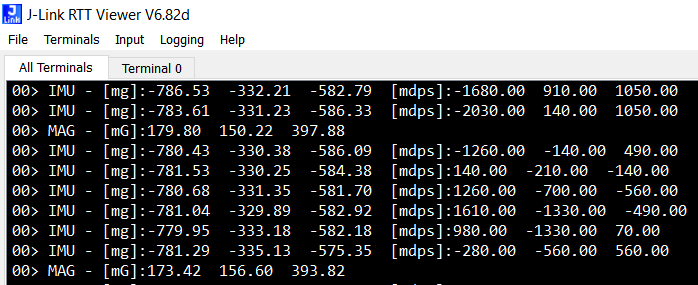 J Link J-Link RTT Viewer V6.82d
File Terminals Input Logging Help
All Terminals Terminal 0
00> IMU - [mg]:-786.53 -332.21 -582.79 [mdps]:-1680.00 910.00 1050.00
00> IMU - [mg]:-783.61 -331.23 -586.33 [mdps]:-2030.00 140.00 1050.00
00> MAG - [mG]:179.80 150.22 397.88
00> IMU - [mg]:-780.43 -330.38 -586.09 [mdps]:-1260.00 -140.00 490.00
00> IMU - [mg]:-781.53 -330.25 -584.38 [mdps]:140.00 -210.00 -140.00
00> IMU - [mg]:-780.68 -331.35 -581.70 [mdps]:1260.00 -700.00 -560.00
00> IMU - [mg]:-781.04 -329.89 -582.92 [mdps]:1610.00 -1330.00 -490.00
00> IMU - [mg]:-779.95 -333.18 -582.18 [mdps]:980.00 -1330.00 70.00
00> IMU - [mg]:-781.29 -335.13 -575.35 [mdps]:-280.00 -560.00 560.00
00> MAG - [mG]:173.42 156.60 393.82